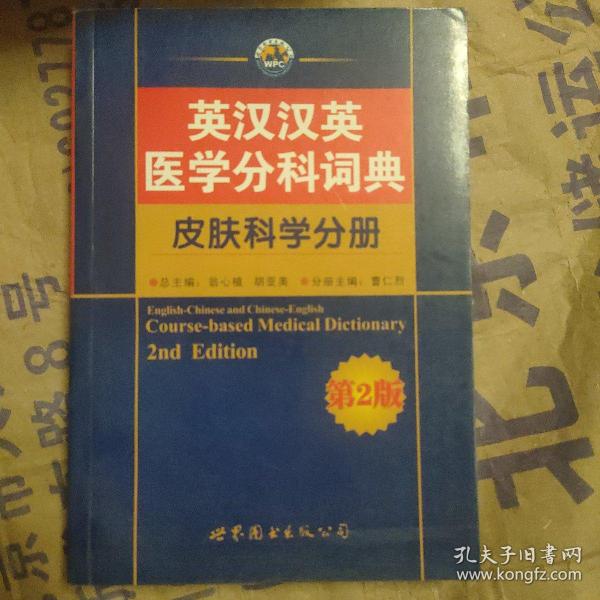 WPC
英汉汉英
医学分科词典
皮肤科学分册
总主编：翁心植 胡亚美 分册主编：曹仁烈
English-Chinese and Chinese-English
Course-based Medical Dictionary
2nd Edition
第2版
世界图书出版公司
孔夫子旧书网
www.kongfz.com